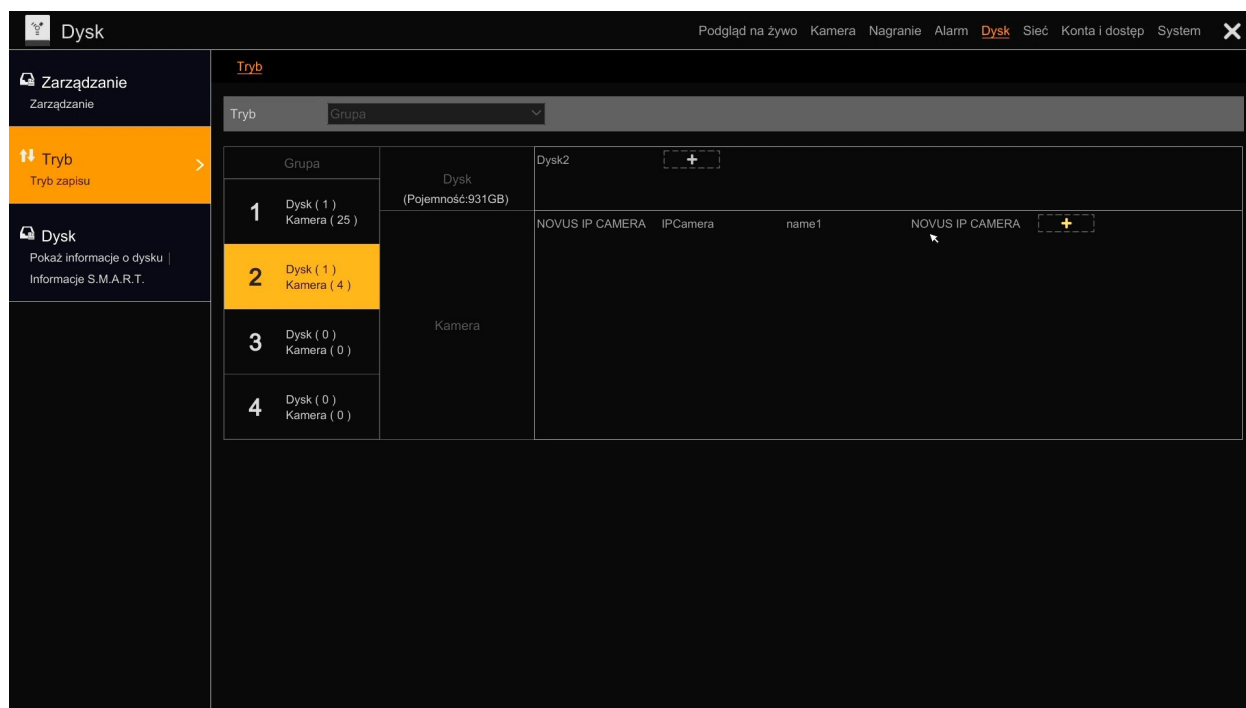 Dysk
Podgląd na żywo Kamera Nagranie Alarm Dysk Sieć Konta i dostęp System
Zarządzanie
Zarządzanie
Tryb
Tryb zapisu
Dysk
Pokaż informacje o dysku |
Informacje S.M.A.R.T.
Tryb
Tryb Grupa
Grupa
1 Dysk ( 1 )
Kamera ( 25 )
2 Dysk ( 1 )
Kamera ( 4 )
3 Dysk ( 0 )
Kamera ( 0 )
4 Dysk ( 0 )
Kamera ( 0 )
Dysk
(Pojemność:931GB)
Dysk2 +
Kamera
NOVUS IP CAMERA IPCamera name1 NOVUS IP CAMERA +